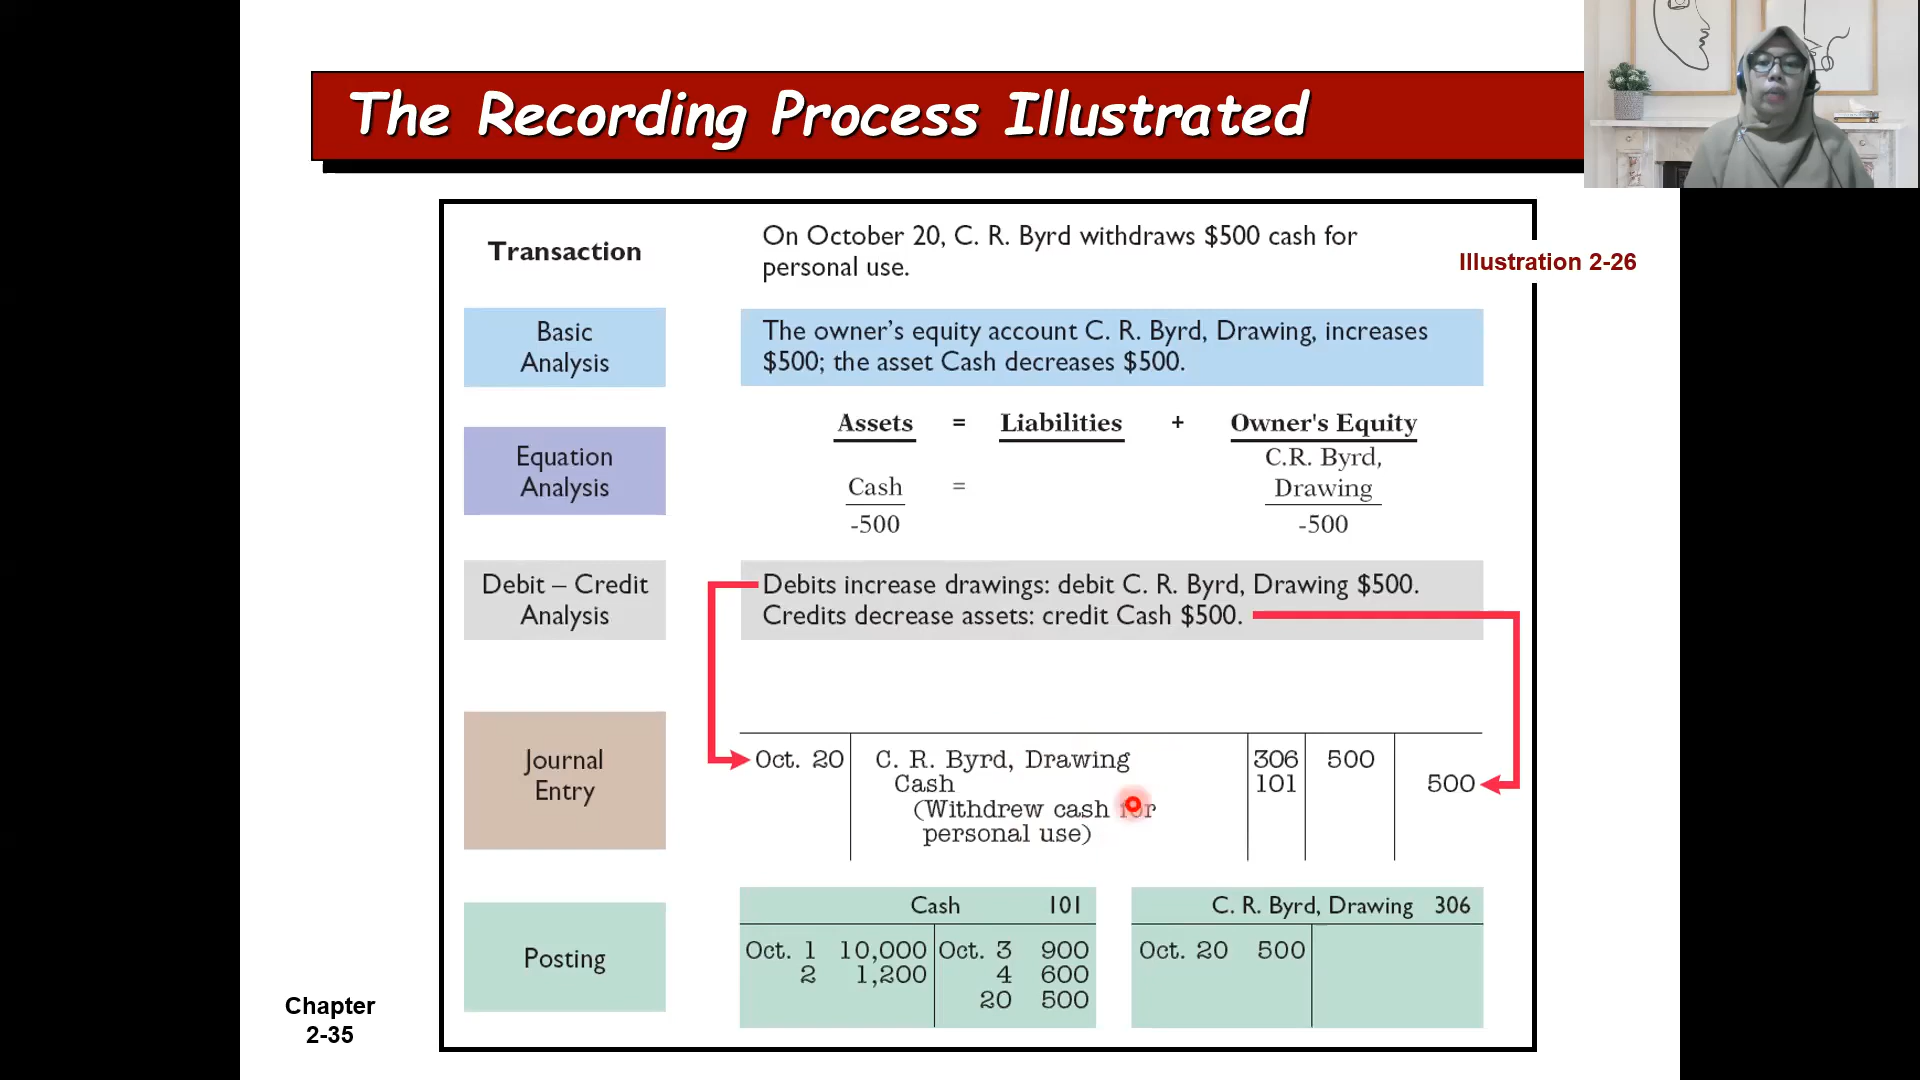 The Recording Process Illustrated
Transaction
On October 20, C. R. Byrd withdraws $500 cash for
personal use.
Illustration 2-26
Basic
Analysis
The owner’s equity account C. R. Byrd, Drawing, increases
$500; the asset Cash decreases $500.
Equation
Analysis
Assets = Liabilities + Owner's Equity
C.R. Byrd,
Cash = Drawing
-500 -500
Debit – Credit
Analysis
Debits increase drawings: debit C. R. Byrd, Drawing $500.
Credits decrease assets: credit Cash $500.
Journal
Entry
Oct. 20 C. R. Byrd, Drawing 306 500
Cash 101 500
(Withdrew cash for
personal use)
Posting
Cash 101
Oct. 1 10,000 Oct. 3 900
2 1,200 4 600
20 500
C. R. Byrd, Drawing 306
Oct. 20 500
Chapter
2-35